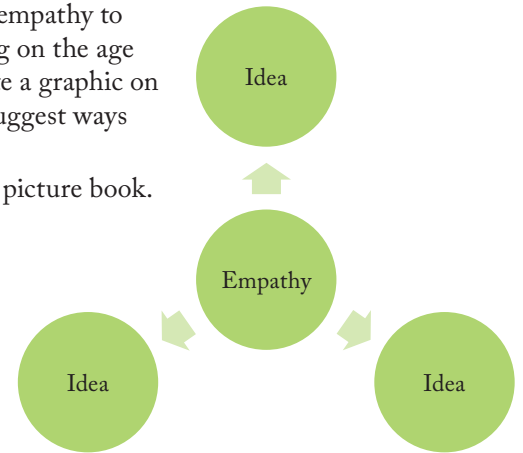 empathy to
g on the age
e a graphic on
uggest ways
picture book.
Idea
Empathy
Idea
Idea